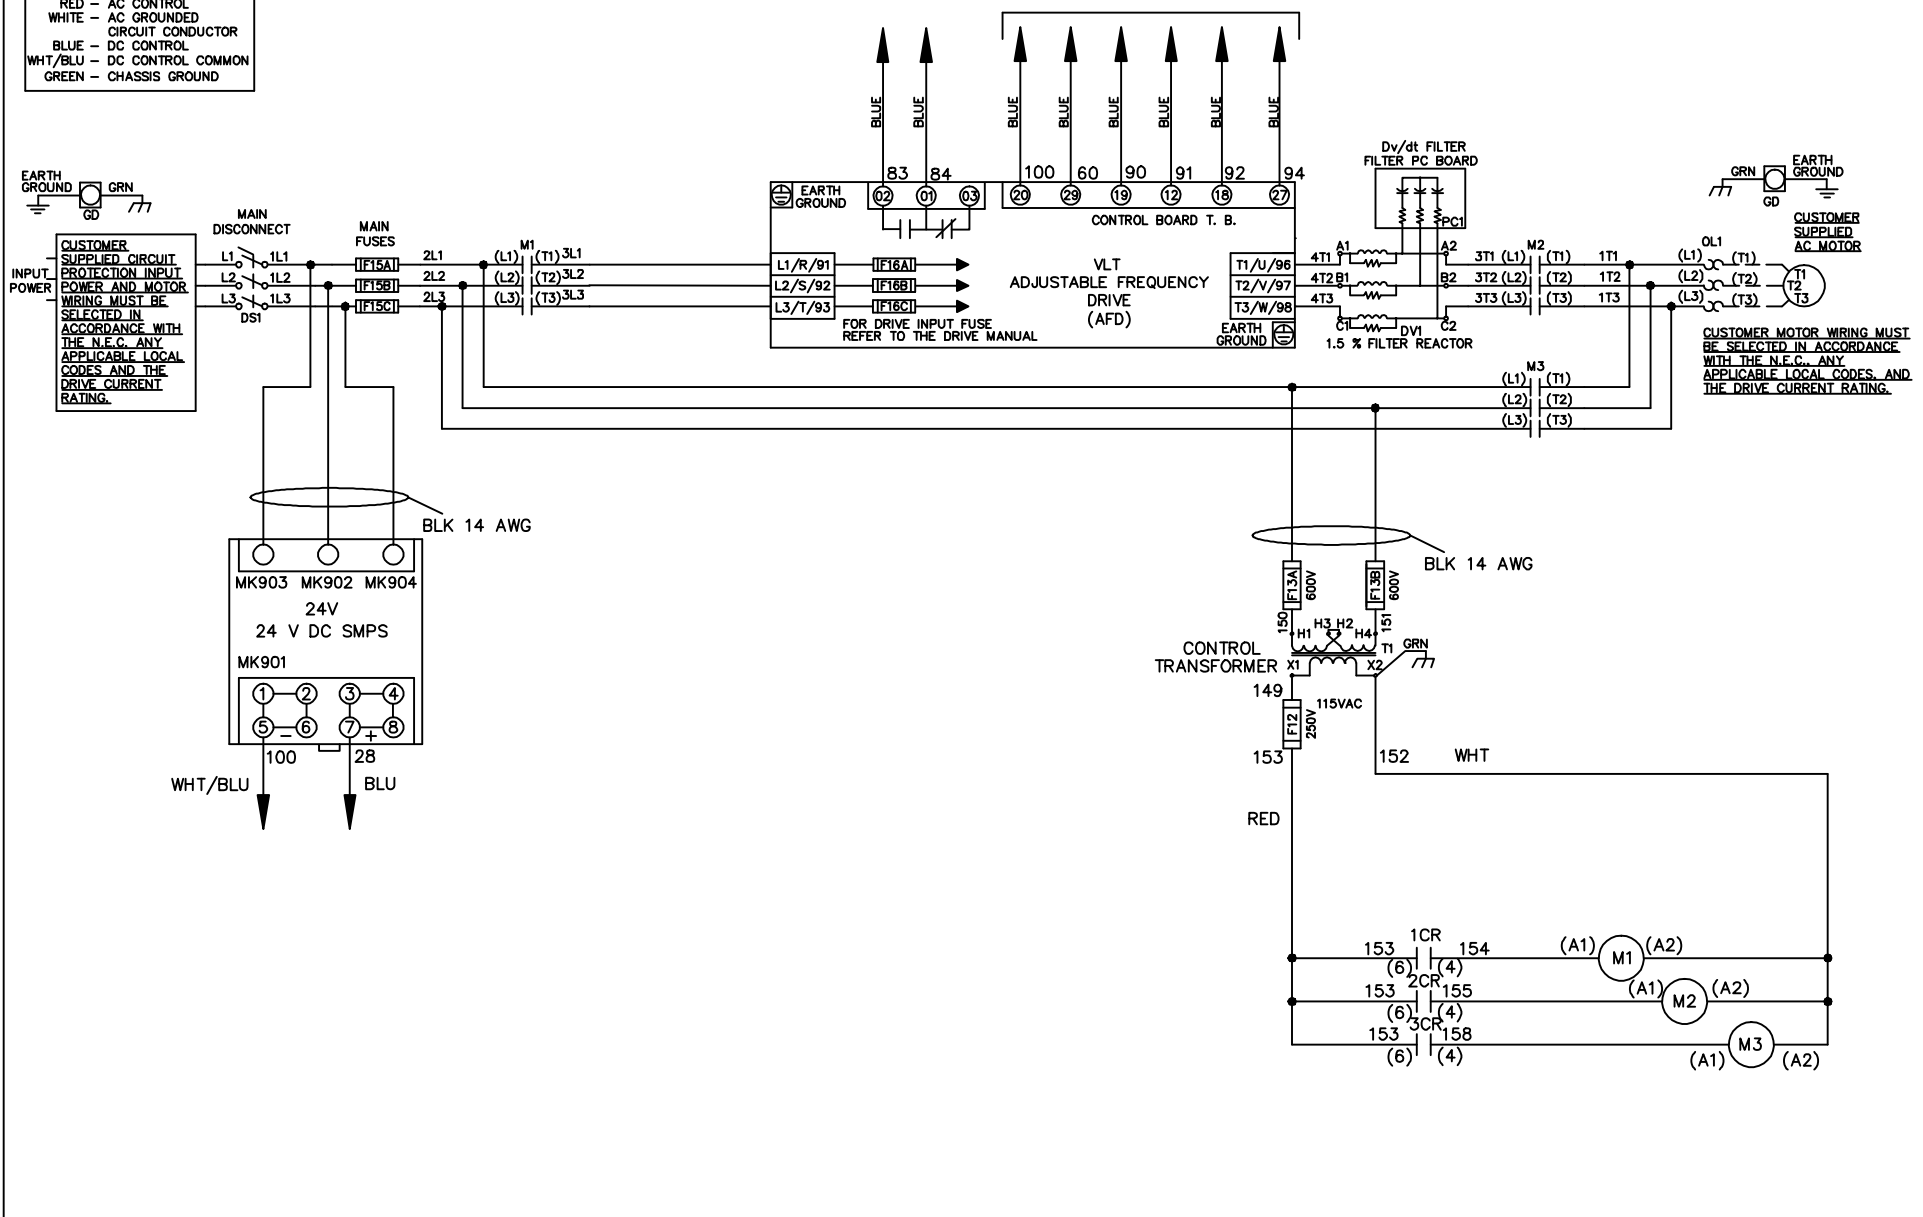 RED – AC CONTROL
WHITE – AC GROUNDED
CIRCUIT CONDUCTOR
BLUE – DC CONTROL
WHT/BLU – DC CONTROL COMMON
GREEN – CHASSIS GROUND
BLUE
BLUE
BLUE
BLUE
BLUE
BLUE
BLUE
BLUE
83
84
100
60
90
91
92
94
EARTH
GROUND
02
01
03
20
29
19
12
18
27
CONTROL BOARD T. B.
EARTH
GROUND
GRN
GD
MAIN
DISCONNECT
MAIN
FUSES
INPUT
POWER
CUSTOMER
SUPPLIED CIRCUIT
PROTECTION INPUT
POWER AND MOTOR
WIRING MUST BE
SELECTED IN
ACCORDANCE WITH
THE N.E.C. ANY
APPLICABLE LOCAL
CODES AND THE
DRIVE CURRENT
RATING.
L1
1L1
F15A
2L1
L2
1L2
F15B
2L2
L3
1L3
F15C
2L3
DS1
M1
(L1)
(T1)
3L1
(L2)
(T2)
3L2
(L3)
(T3)
3L3
L1/R/91
F16A
L2/S/92
F16B
L3/T/93
F16C
FOR DRIVE INPUT FUSE
REFER TO THE DRIVE MANUAL
VLT
ADJUSTABLE FREQUENCY
DRIVE
(AFD)
T1/U/96
T2/V/97
T3/W/98
EARTH
GROUND
Dv/dt FILTER
FILTER PC BOARD
PC1
4T1
A1
A2
4T2
B1
B2
4T3
C1
C2
DV1
1.5 % FILTER REACTOR
M2
3T1 (L1)
(T1)
1T1
3T2 (L2)
(T2)
1T2
3T3 (L3)
(T3)
1T3
OL1
(L1)
(T1)
(L2)
(T2)
(L3)
(T3)
T1
T2
T3
GRN
GD
EARTH
GROUND
CUSTOMER
SUPPLIED
AC MOTOR
CUSTOMER MOTOR WIRING MUST
BE SELECTED IN ACCORDANCE
WITH THE N.E.C., ANY
APPLICABLE LOCAL CODES, AND
THE DRIVE CURRENT RATING.
M3
(L1)
(T1)
(L2)
(T2)
(L3)
(T3)
BLK 14 AWG
MK903
MK902
MK904
24V
24 V DC SMPS
MK901
1
2
3
4
5
6
7
8
–
+
100
28
WHT/BLU
BLU
BLK 14 AWG
F13A
600V
F13B
600V
150
151
H1
H3
H2
H4
T1
GRN
CONTROL
TRANSFORMER
X1
X2
149
115VAC
F12
250V
153
152
WHT
RED
1CR
153
154
(6)
(4)
(A1)
M1
(A2)
2CR
153
155
(6)
(4)
(A1)
M2
(A2)
3CR
153
158
(6)
(4)
(A1)
M3
(A2)